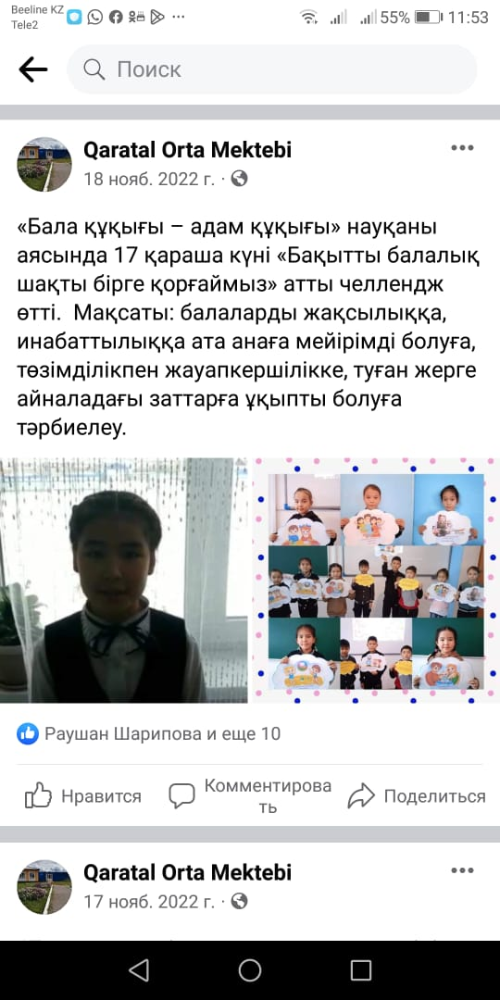 Beeline KZ
Tele2
55% 11:53
Поиск
Qaratal Orta Mektebi
18 нояб. 2022 г. ·
«Бала құқығы – адам құқығы» науқаны
аясында 17 қараша күні «Бақытты балалық
шақты бірге қорғаймыз» атты челлендж
өтті. Мақсаты: балаларды жақсылыққа,
инабаттылыққа ата анаға мейірімді болуға,
төзімділікпен жауапкершілікке, туған жерге
айналадағы заттарға ұқыпты болуға
тәрбиелеу.
Раушан Шарипова и еще 10
Нравится
Комментирова
ть
Поделиться
Qaratal Orta Mektebi
17 нояб. 2022 г. ·